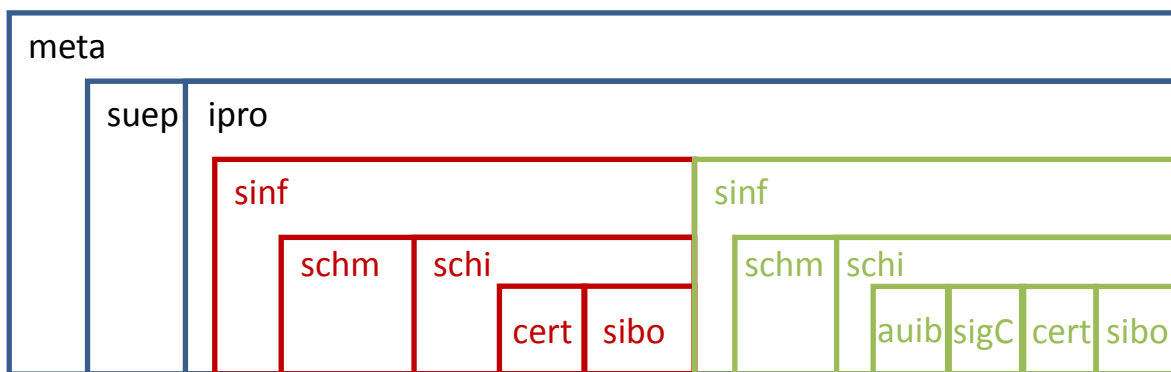 meta
suep ipro
sinf sinf
schm schi schm schi
cert sibo auib sigC cert sibo